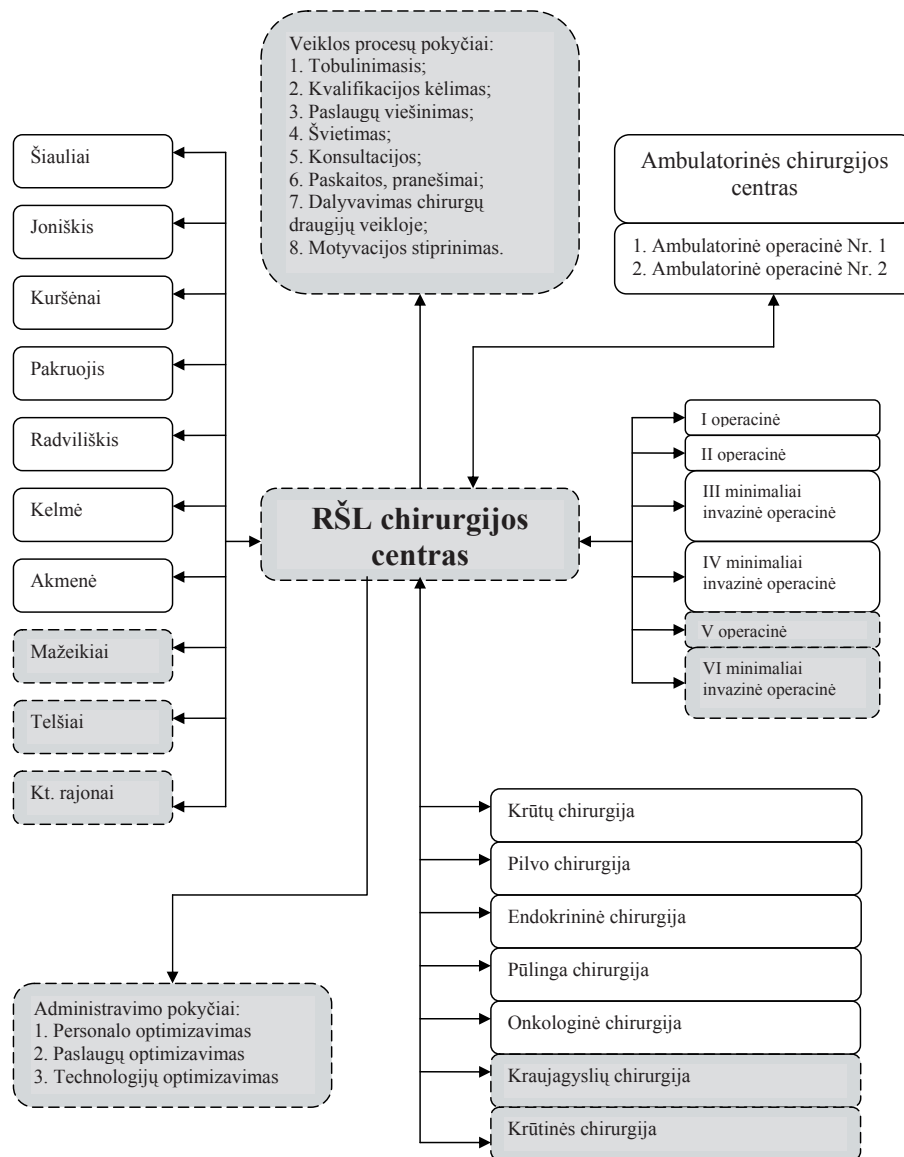 Veiklos procesų pokyčiai:
1. Tobulinimasis;
2. Kvalifikacijos kėlimas;
3. Paslaugų viešinimas;
4. Švietimas;
5. Konsultacijos;
6. Paskaitos, pranešimai;
7. Dalyvavimas chirurgų
draugijų veikloje;
8. Motyvacijos stiprinimas.
Šiauliai
Joniškis
Kuršėnai
Pakruojis
Radviliškis
Kelmė
Akmenė
Mažeikiai
Telšiai
Kt. rajonai
Ambulatorinės chirurgijos
centras
1. Ambulatorinė operacinė Nr. 1
2. Ambulatorinė operacinė Nr. 2
RŠL chirurgijos
centras
I operacinė
II operacinė
III minimaliai
invazinė operacinė
IV minimaliai
invazinė operacinė
V operacinė
VI minimaliai
invazinė operacinė
Krūtų chirurgija
Pilvo chirurgija
Endokrininė chirurgija
Pūlinga chirurgija
Onkologinė chirurgija
Kraujagyslių chirurgija
Krūtinės chirurgija
Administravimo pokyčiai:
1. Personalo optimizavimas
2. Paslaugų optimizavimas
3. Technologijų optimizavimas